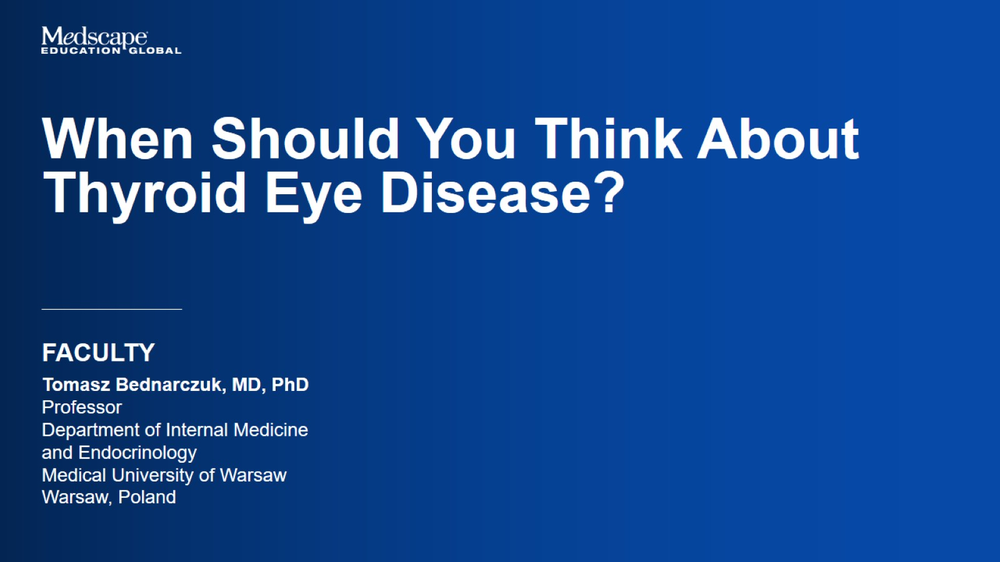 Medscape
EDUCATION GLOBAL
When Should You Think About
Thyroid Eye Disease?
FACULTY
Tomasz Bednarczuk, MD, PhD
Professor
Department of Internal Medicine
and Endocrinology
Medical University of Warsaw
Warsaw, Poland